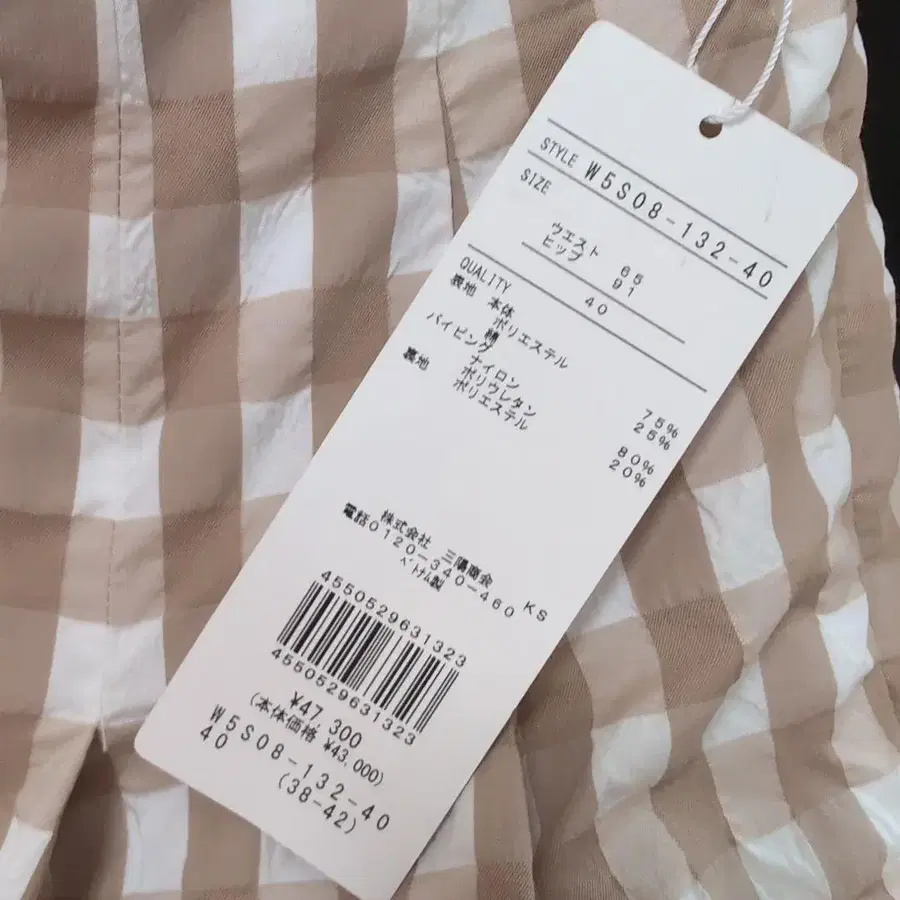 STYLE W5S08-132-40
SIZE
ウエスト 65
ヒップ 91
40
QUALITY
表地 本体
ポリエステル 75%
綿 25%
パイピング
ナイロン 80%
ポリウレタン 20%
裏地 ポリエステル
株式会社 三陽商会
電話0120-340-460 KS
ベトナム製
4550529631323
4550529631323
¥47,300
(本体価格 ¥43,000)
W5S08-132-40
40 (38-42)